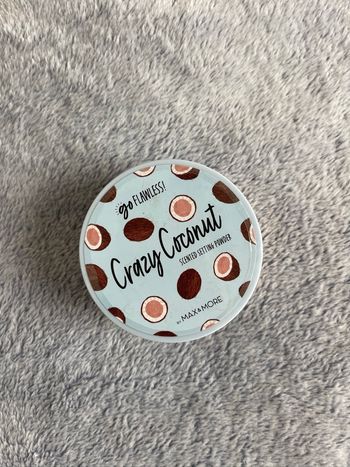 go FLAWLESS!
Crazy Coconut
SCENTED SETTING POWDER
BY MAX & MORE